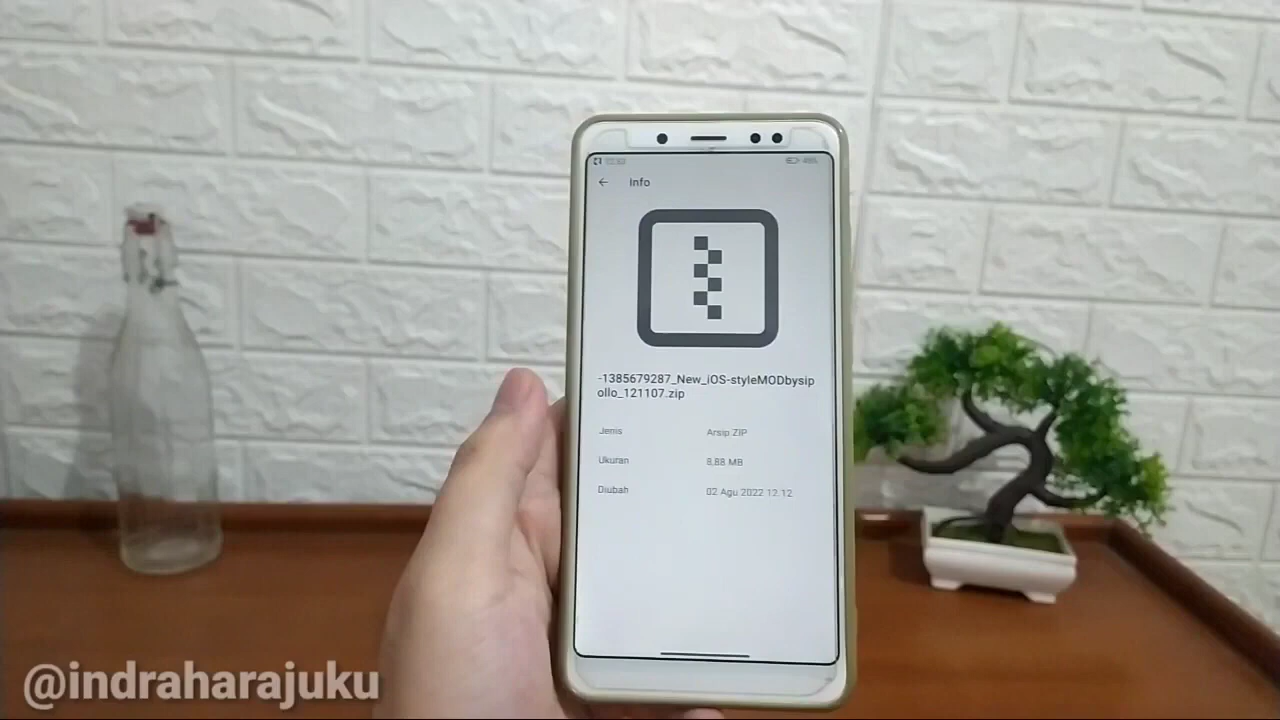 Info
-1385679287_New_iOS-styleMODbysip
ollo_121107.zip
Jenis Arsip ZIP
Ukuran 8,88 MB
Diubah 02 Agu 2022 12.12
@indraharajuku